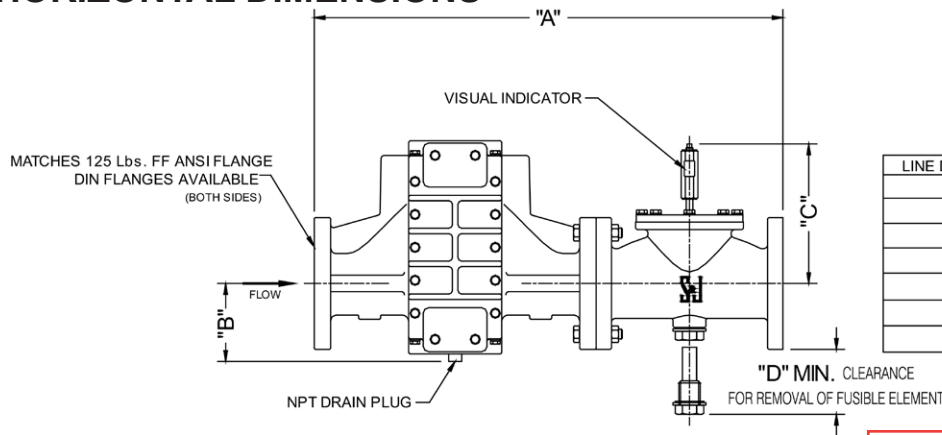 HORIZONTAL DIMENSIONS
"A"
VISUAL INDICATOR
MATCHES 125 Lbs. FF ANSI FLANGE
DIN FLANGES AVAILABLE
(BOTH SIDES)
"C"
LINE
FLOW
"B"
"D" MIN. CLEARANCE
FOR REMOVAL OF FUSIBLE ELEMENT
NPT DRAIN PLUG